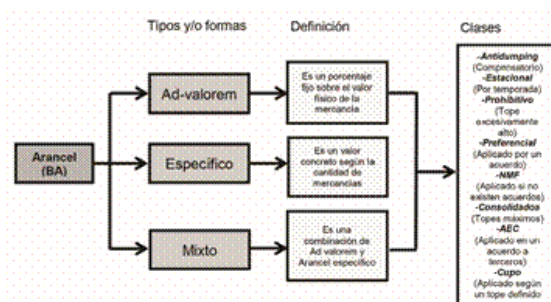 Tipos y/o formas
Definición
Clases
Arancel
(BA)
Ad-valorem
Es un porcentaje
fijo sobre el valor
físico de la
mercancía
Específico
Es un valor
concreto según la
cantidad de
mercancías
Mixto
Es una
combinación de
Ad valorem y
Arancel específico
-Antidumping
(Compensatorio)
-Estacional
(Por temporada)
-Prohibitivo
(Tope
excesivamente
alto)
-Preferencial
(Aplicado por un
acuerdo)
-NMF
(Aplicado si no
existen acuerdos)
-Consolidados
(Topes máximos)
-AEC
(Aplicado en un
acuerdo a
terceros)
-Cupo
(Aplicado según
un tope definido